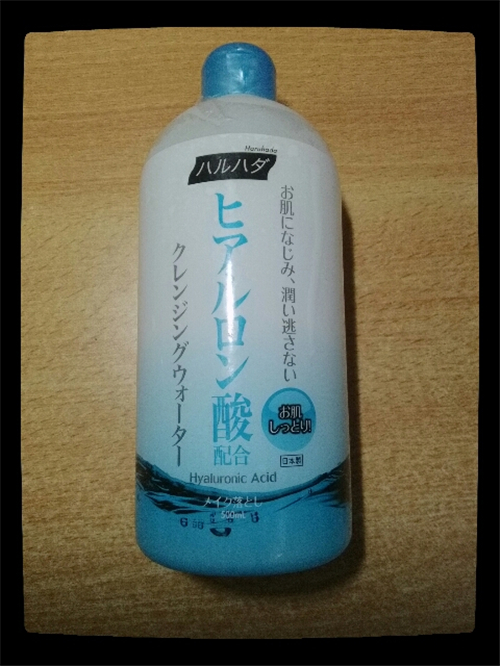 Haruhada
ハルハダ
お肌になじみ、潤い逃さない
ヒアルロン酸
配合
クレンジングウォーター
お肌
しっとり!
日本製
Hyaluronic Acid
メイク落とし
500mL